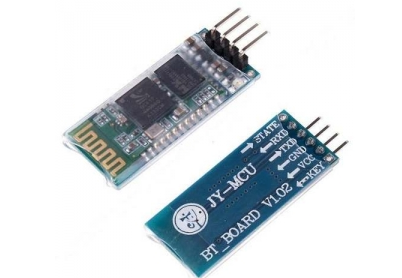 STATE
RXD
TXD
GND
VCC
KEY
JY-MCU
BT_BOARD V1.02